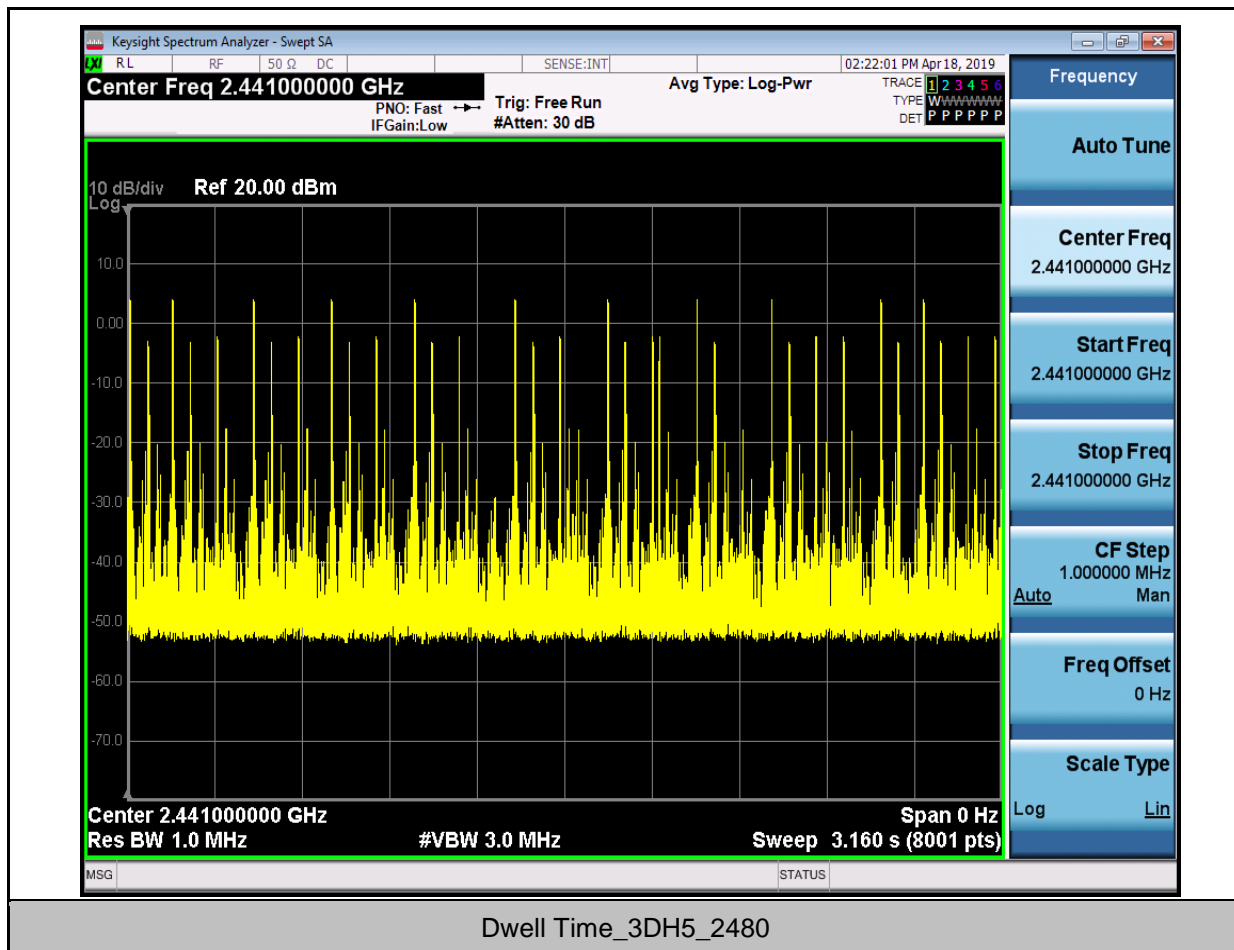 Keysight Spectrum Analyzer - Swept SA
LXI RL RF 50 Ω DC SENSE:INT 02:22:01 PM Apr 18, 2019
Center Freq 2.441000000 GHz
Avg Type: Log-Pwr
TRACE 1 2 3 4 5 6
TYPE W
DET P P P P P P
PNO: Fast
IFGain:Low
Trig: Free Run
#Atten: 30 dB
10 dB/div
Log
Ref 20.00 dBm
10.0
0.00
-10.0
-20.0
-30.0
-40.0
-50.0
-60.0
-70.0
Center 2.441000000 GHz
Span 0 Hz
Res BW 1.0 MHz
#VBW 3.0 MHz
Sweep 3.160 s (8001 pts)
MSG
STATUS
Frequency
Auto Tune
Center Freq
2.441000000 GHz
Start Freq
2.441000000 GHz
Stop Freq
2.441000000 GHz
CF Step
1.000000 MHz
Auto Man
Freq Offset
0 Hz
Scale Type
Log Lin
Dwell Time_3DH5_2480